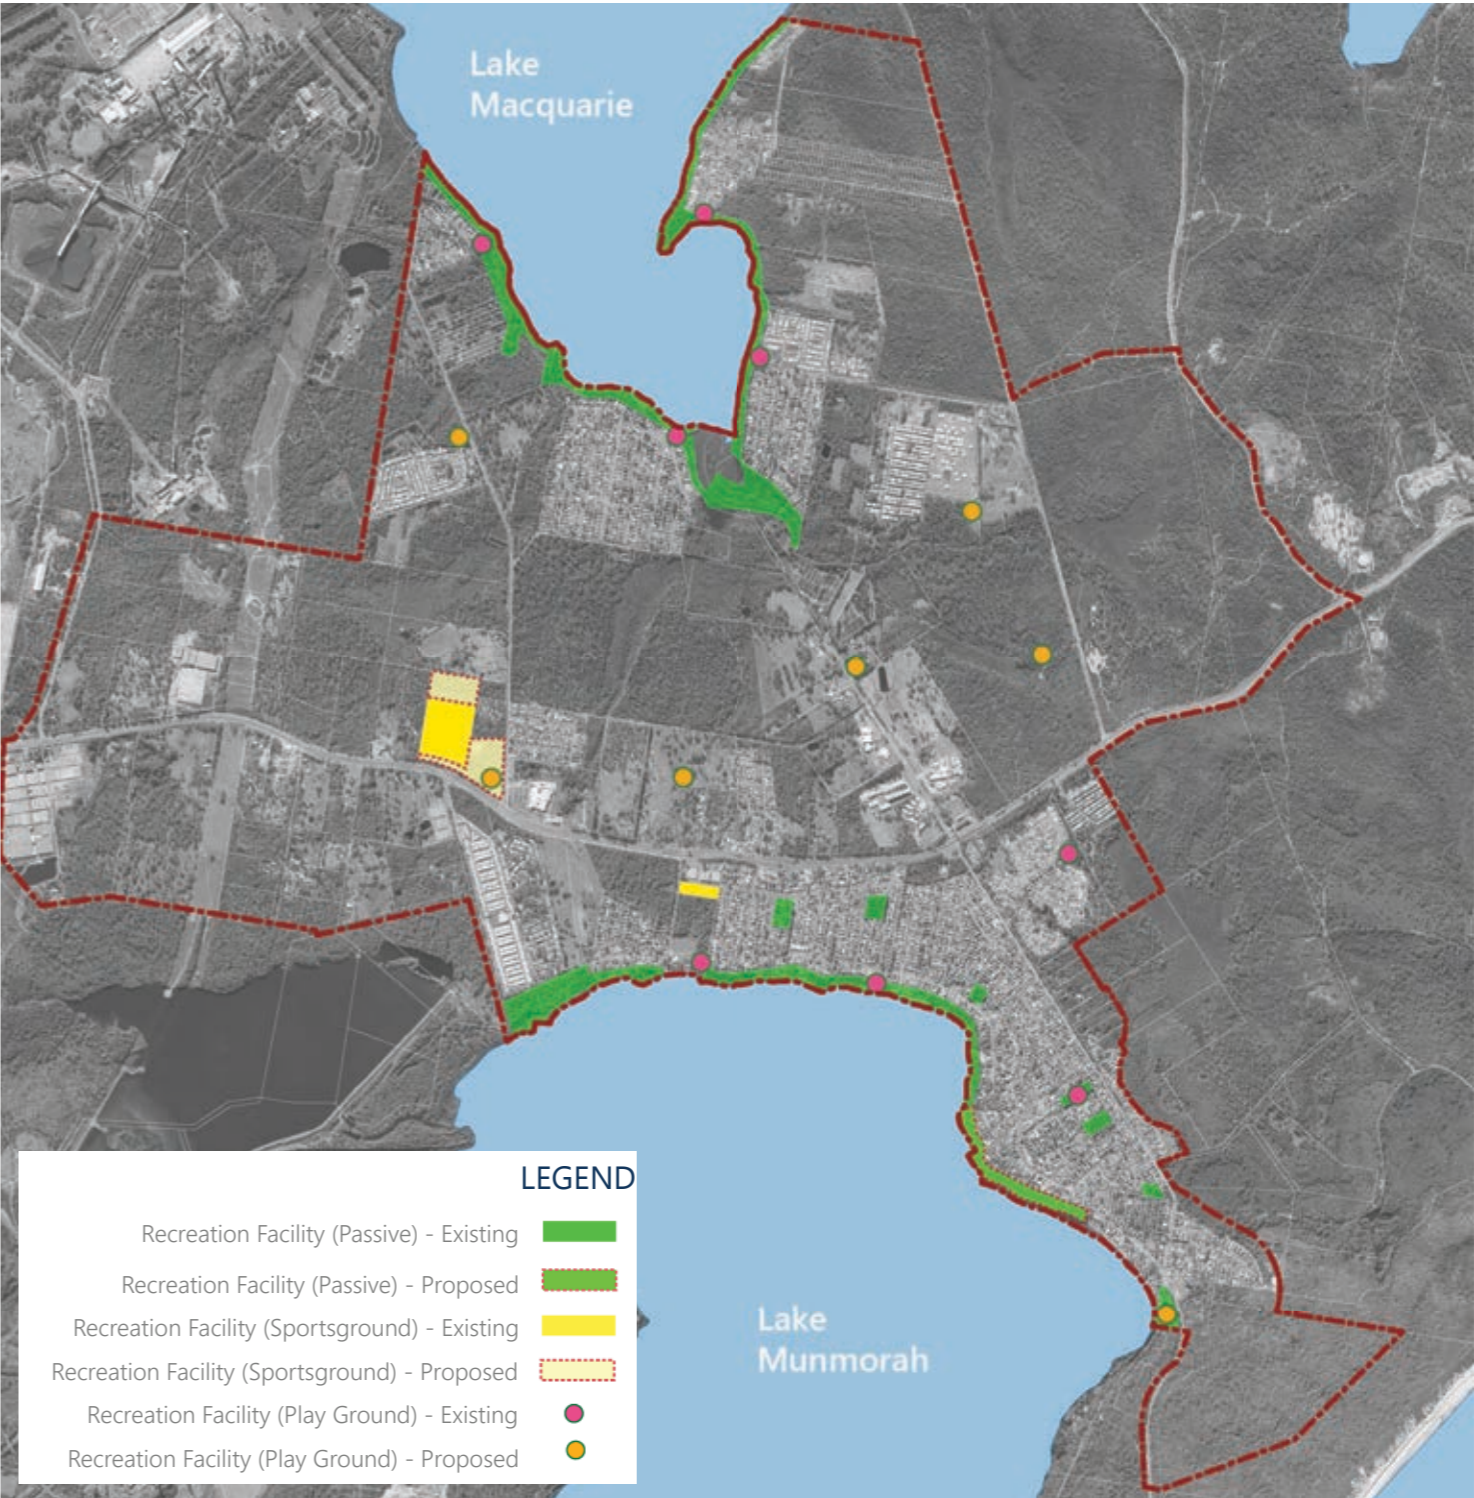 Lake
Macquarie
LEGEND
Recreation Facility (Passive) - Existing
Recreation Facility (Passive) - Proposed
Recreation Facility (Sportsground) - Existing
Recreation Facility (Sportsground) - Proposed
Recreation Facility (Play Ground) - Existing
Recreation Facility (Play Ground) - Proposed
Lake
Munmorah